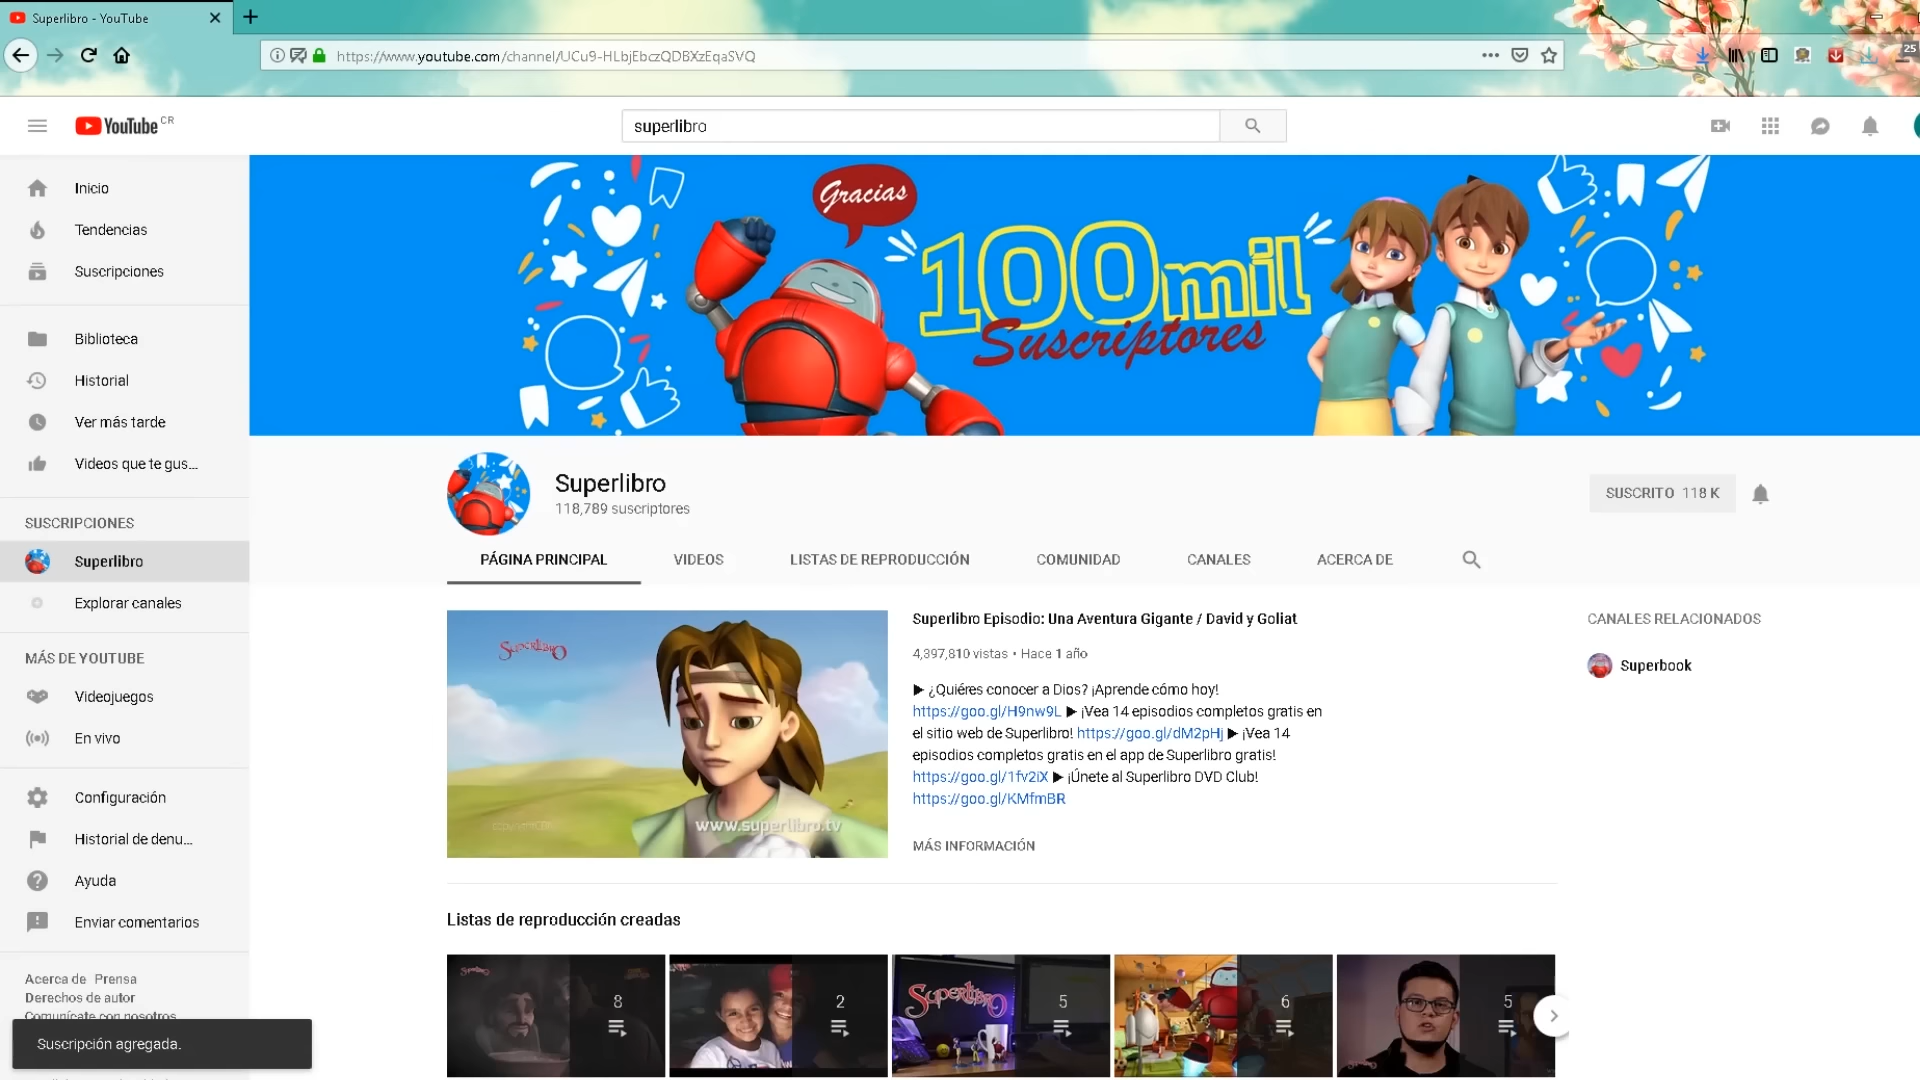 Superlibro - YouTube
https://www.youtube.com/channel/UCu9-HLbjEbczQDBXzEqaSVQ
25
YouTube CR
superlibro
Inicio
Tendencias
Suscripciones
Biblioteca
Historial
Ver más tarde
Videos que te gus...
SUSCRIPCIONES
Superlibro
Explorar canales
MÁS DE YOUTUBE
Videojuegos
En vivo
Configuración
Historial de denu...
Ayuda
Enviar comentarios
Acerca de Prensa
Derechos de autor
Comunícate con nosotros
Suscripción agregada.
Gracias
100mil
Suscriptores
Superlibro
118,789 suscriptores
SUSCRITO 118 K
PÁGINA PRINCIPAL
VIDEOS
LISTAS DE REPRODUCCIÓN
COMUNIDAD
CANALES
ACERCA DE
SUPERLIBRO
www.superlibro.tv
Superlibro Episodio: Una Aventura Gigante / David y Goliat
4,397,810 vistas • Hace 1 año
▶ ¿Quiéres conocer a Dios? ¡Aprende cómo hoy!
https://goo.gl/H9nw9L ▶ ¡Vea 14 episodios completos gratis en
el sitio web de Superlibro! https://goo.gl/dM2pHj ▶ ¡Vea 14
episodios completos gratis en el app de Superlibro gratis!
https://goo.gl/1fv2iX ▶ ¡Únete al Superlibro DVD Club!
https://goo.gl/KMfmBR
MÁS INFORMACIÓN
CANALES RELACIONADOS
Superbook
Listas de reproducción creadas
8
2
SUPERLIBRO
5
6
5